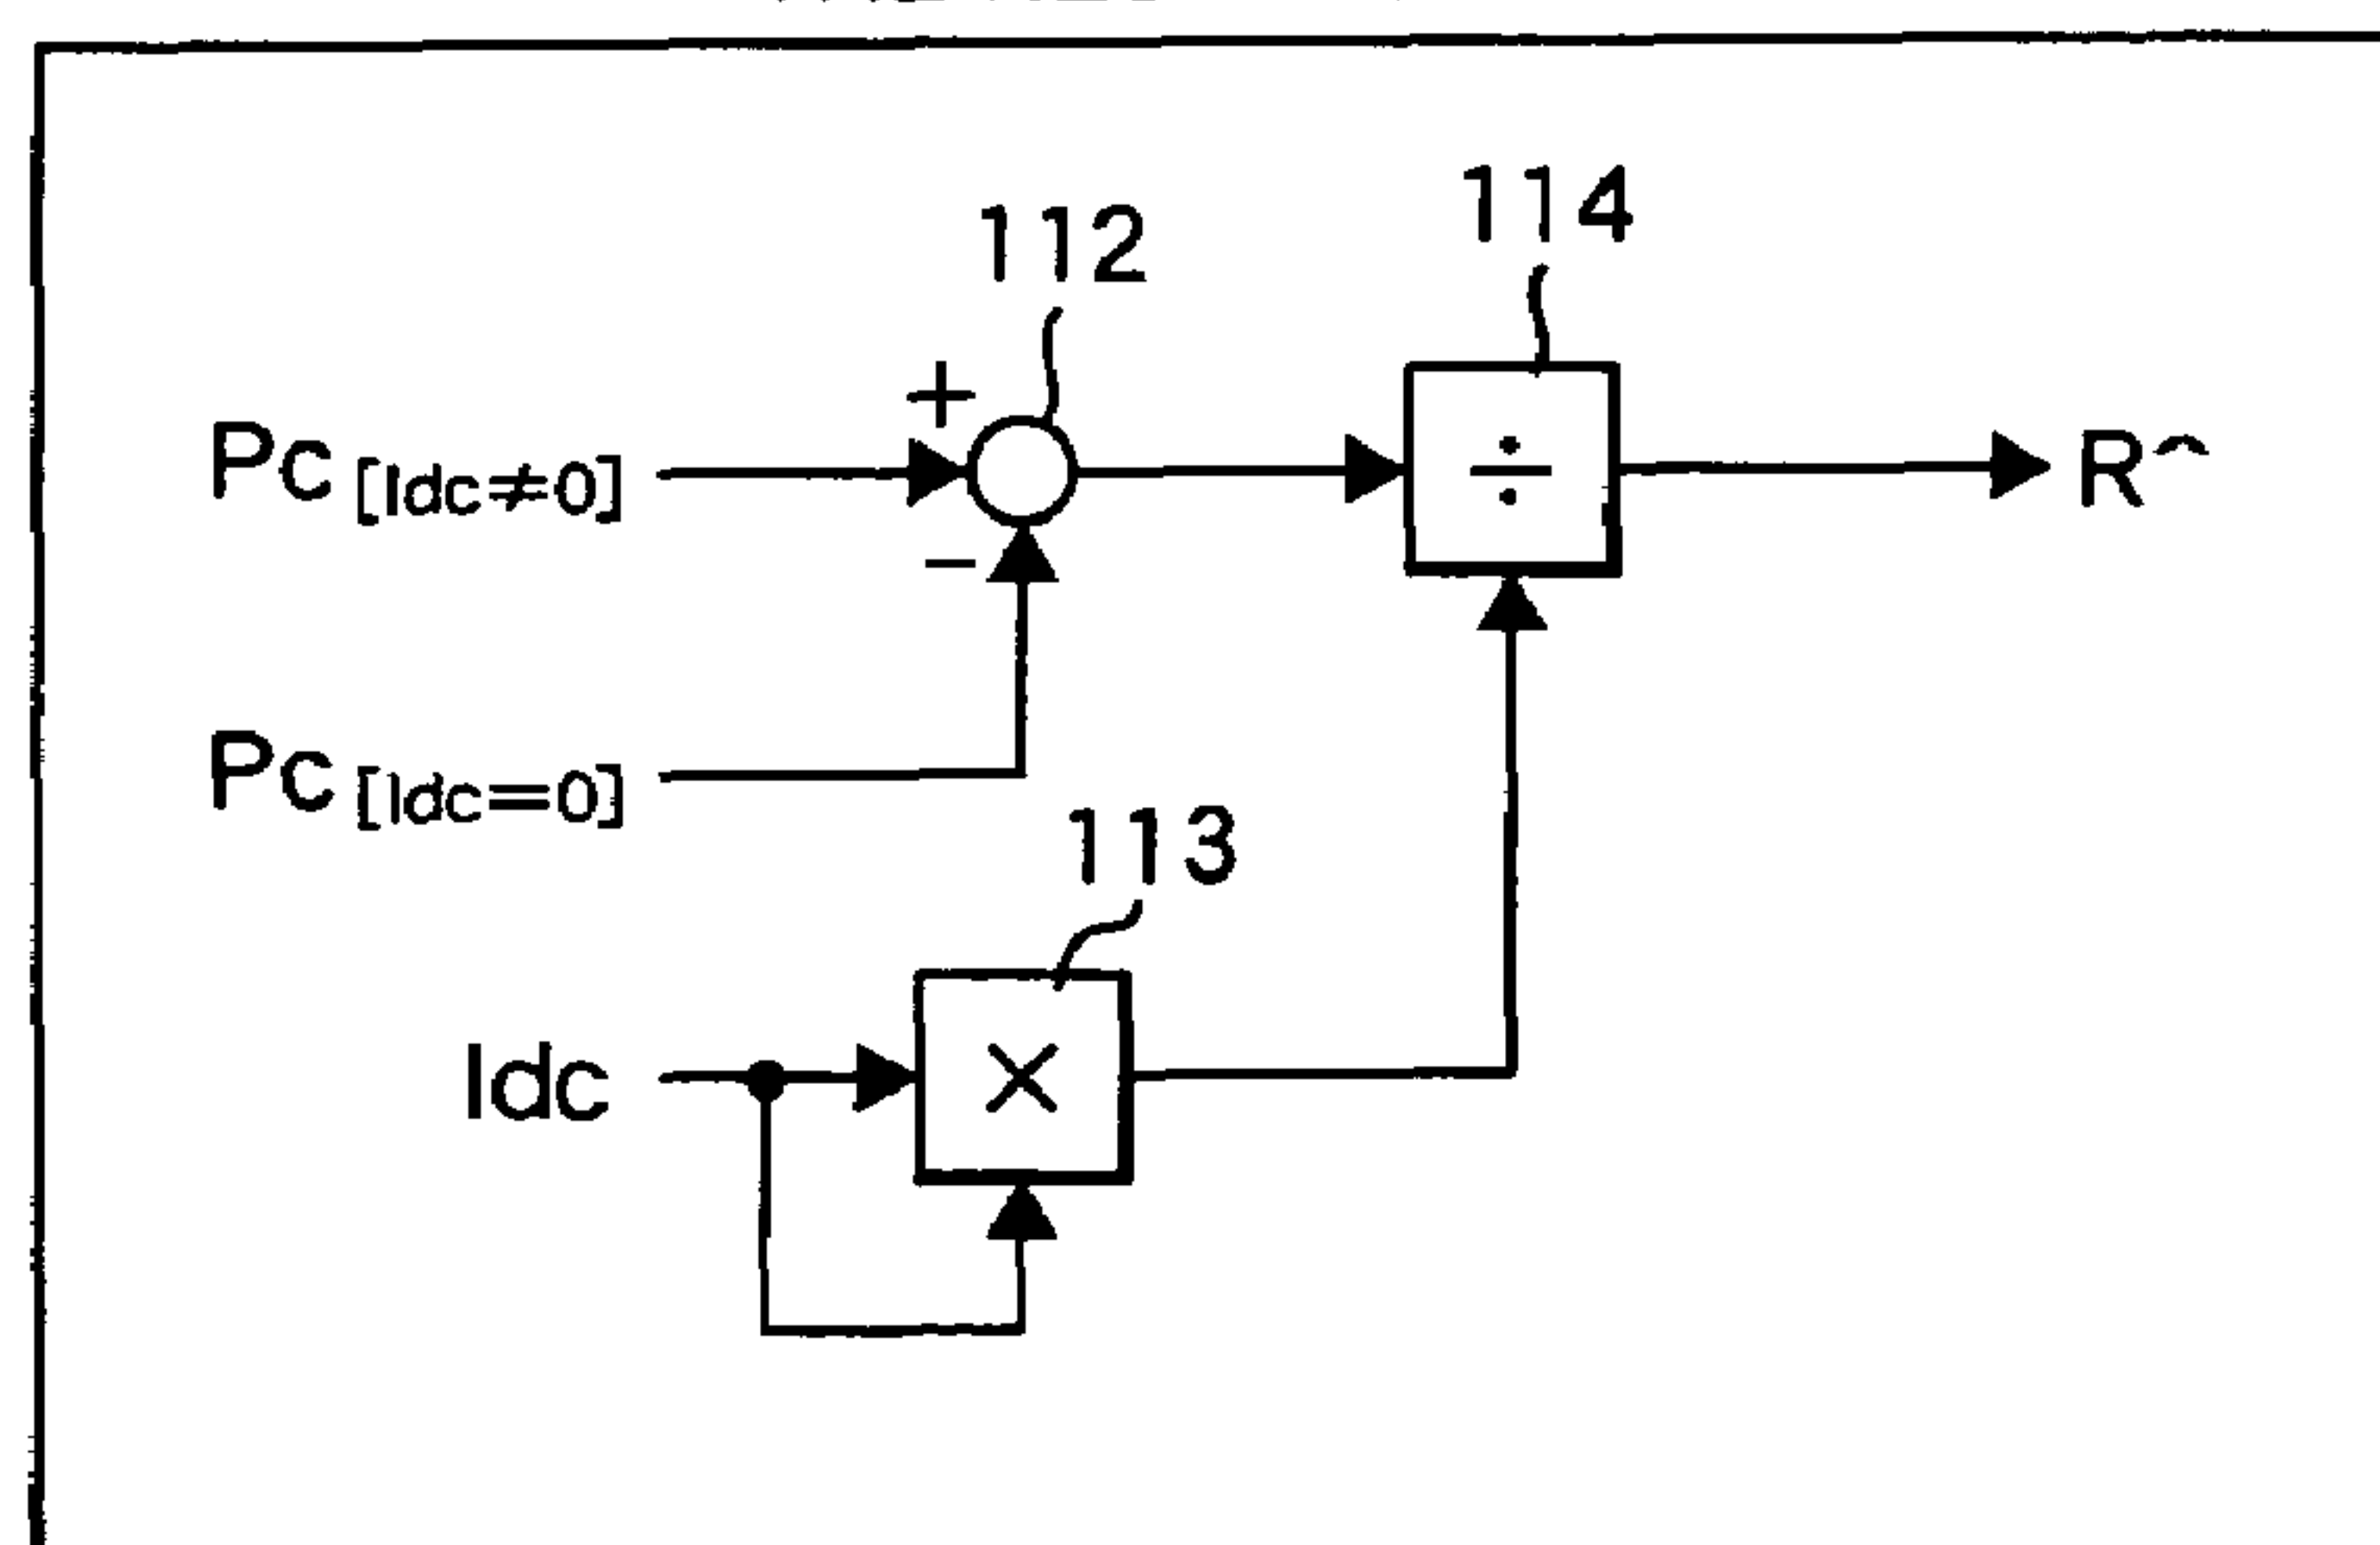 114
112
+
Pc [Idc≠0]
÷
R^
−
Pc [Idc=0]
113
Idc
×